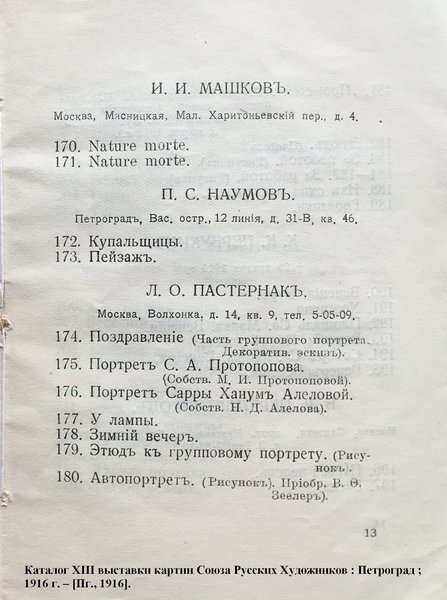 И. И. МАШКОВЪ.
Москва, Мясницкая, Мал. Харитоньевскій пер., д. 4.
170. Nature morte.
171. Nature morte.
П. С. НАУМОВЪ.
Петроградъ, Вас. остр., 12 линія, д. 31-В, кв. 46.
172. Купальщицы.
173. Пейзажъ.
Л. О. ПАСТЕРНАКЪ.
Москва, Волхонка, д. 14, кв. 9, тел. 5-05-09.
174. Поздравленіе (Часть группового портрета.
Декоратив. эскизъ).
175. Портретъ С. А. Протопопова.
(Собств. М. И. Протопоповой).
176. Портретъ Сарры Ханумъ Алеловой.
(Собств. Н. Д. Алелова).
177. У лампы.
178. Зимній вечеръ.
179. Этюдъ къ групповому портрету. (Рису-
нокъ).
180. Автопортретъ. (Рисунокъ). Пріобр. В. Ѳ.
Зеелеръ).
13
Каталог XIII выставки картин Союза Русских Художников : Петроград ;
1916 г. – [Пг., 1916].